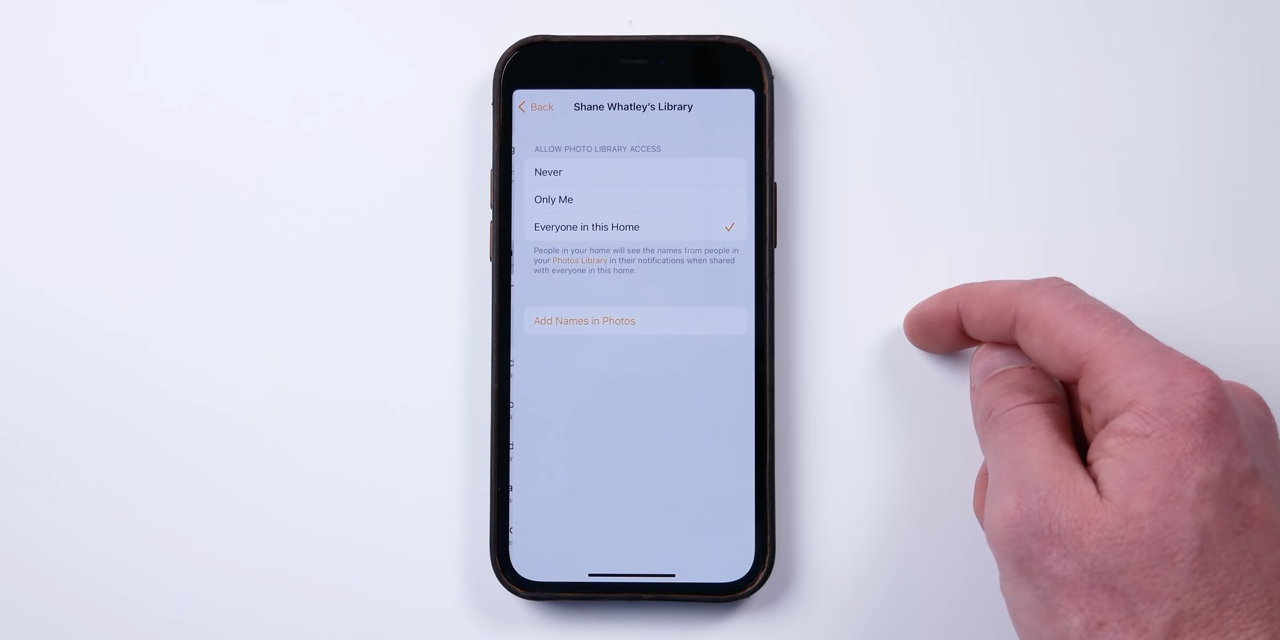 Back
Shane Whatley's Library
ALLOW PHOTO LIBRARY ACCESS
Never
Only Me
Everyone in this Home
People in your home will see the names from people in
your Photos Library in their notifications when shared
with everyone in this home.
Add Names in Photos